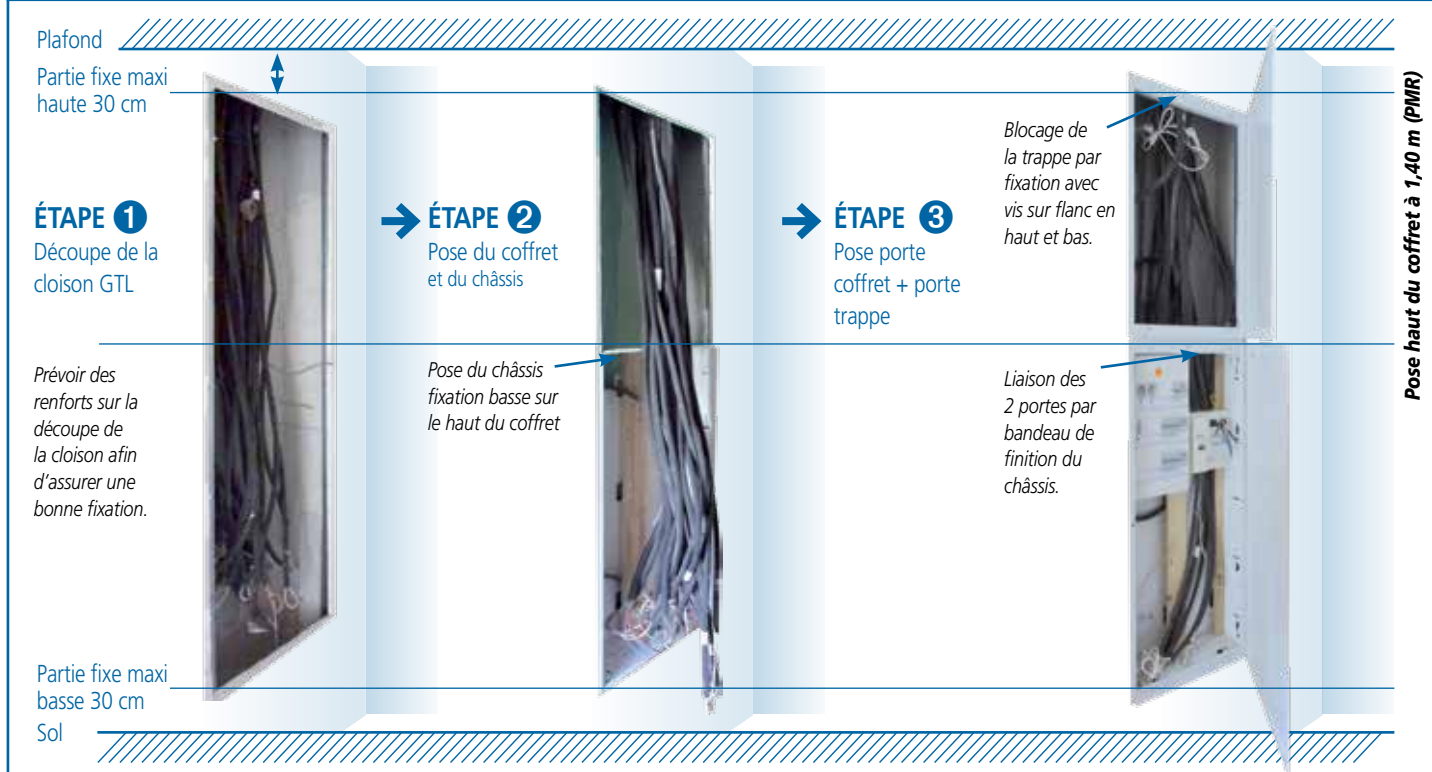 Plafond
Partie fixe maxi
haute 30 cm
ÉTAPE 1
Découpe de la
cloison GTL
Prévoir des
renforts sur la
découpe de
la cloison afin
d'assurer une
bonne fixation.
Partie fixe maxi
basse 30 cm
Sol
ÉTAPE 2
Pose du coffret
et du châssis
Pose du châssis
fixation basse sur
le haut du coffret
ÉTAPE 3
Pose porte
coffret + porte
trappe
Blocage de
la trappe par
fixation avec
vis sur flanc en
haut et bas.
Liaison des
2 portes par
bandeau de
finition du
châssis.
Pose haut du coffret à 1,40 m (PMR)